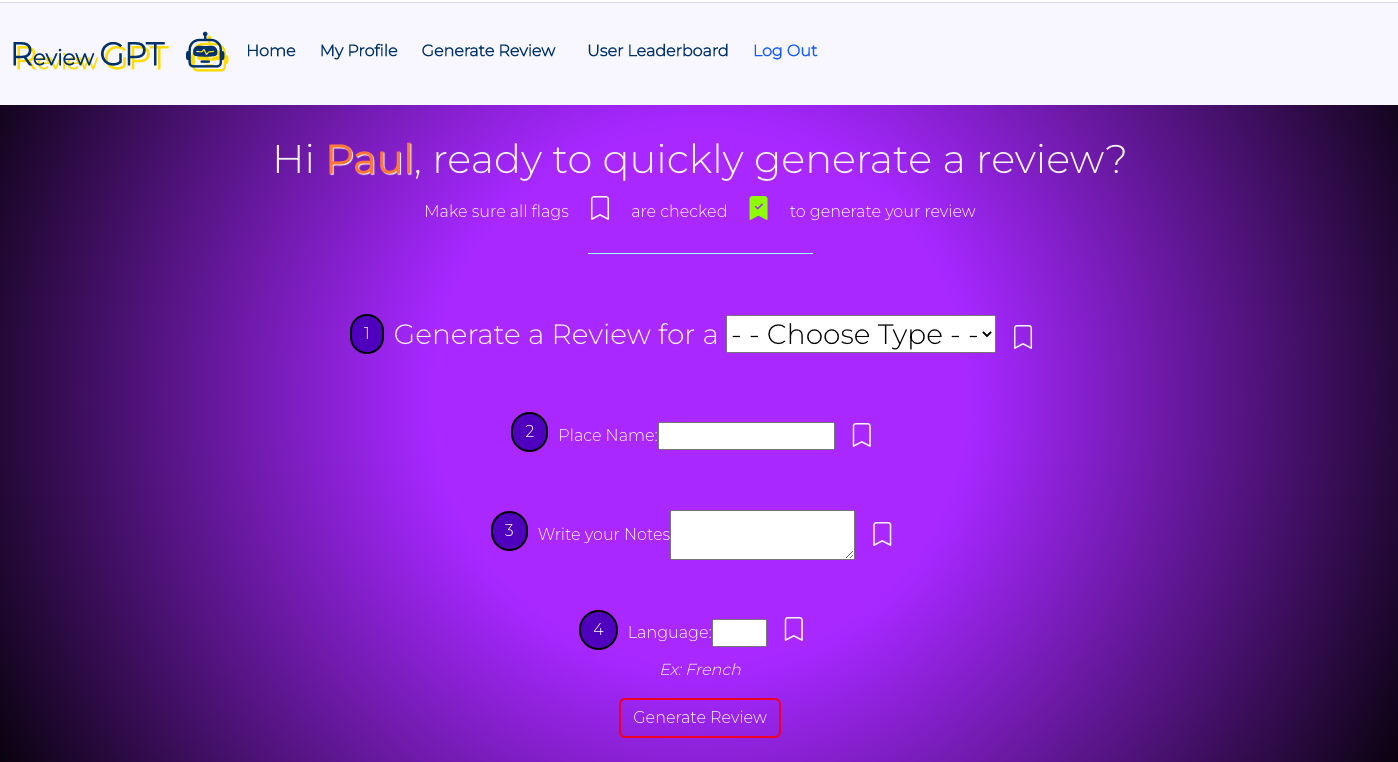 Review GPT Home My Profile Generate Review User Leaderboard Log Out
Hi Paul, ready to quickly generate a review?
Make sure all flags are checked to generate your review
1 Generate a Review for a - - Choose Type - -
2 Place Name:
3 Write your Notes
4 Language:
Ex: French
Generate Review